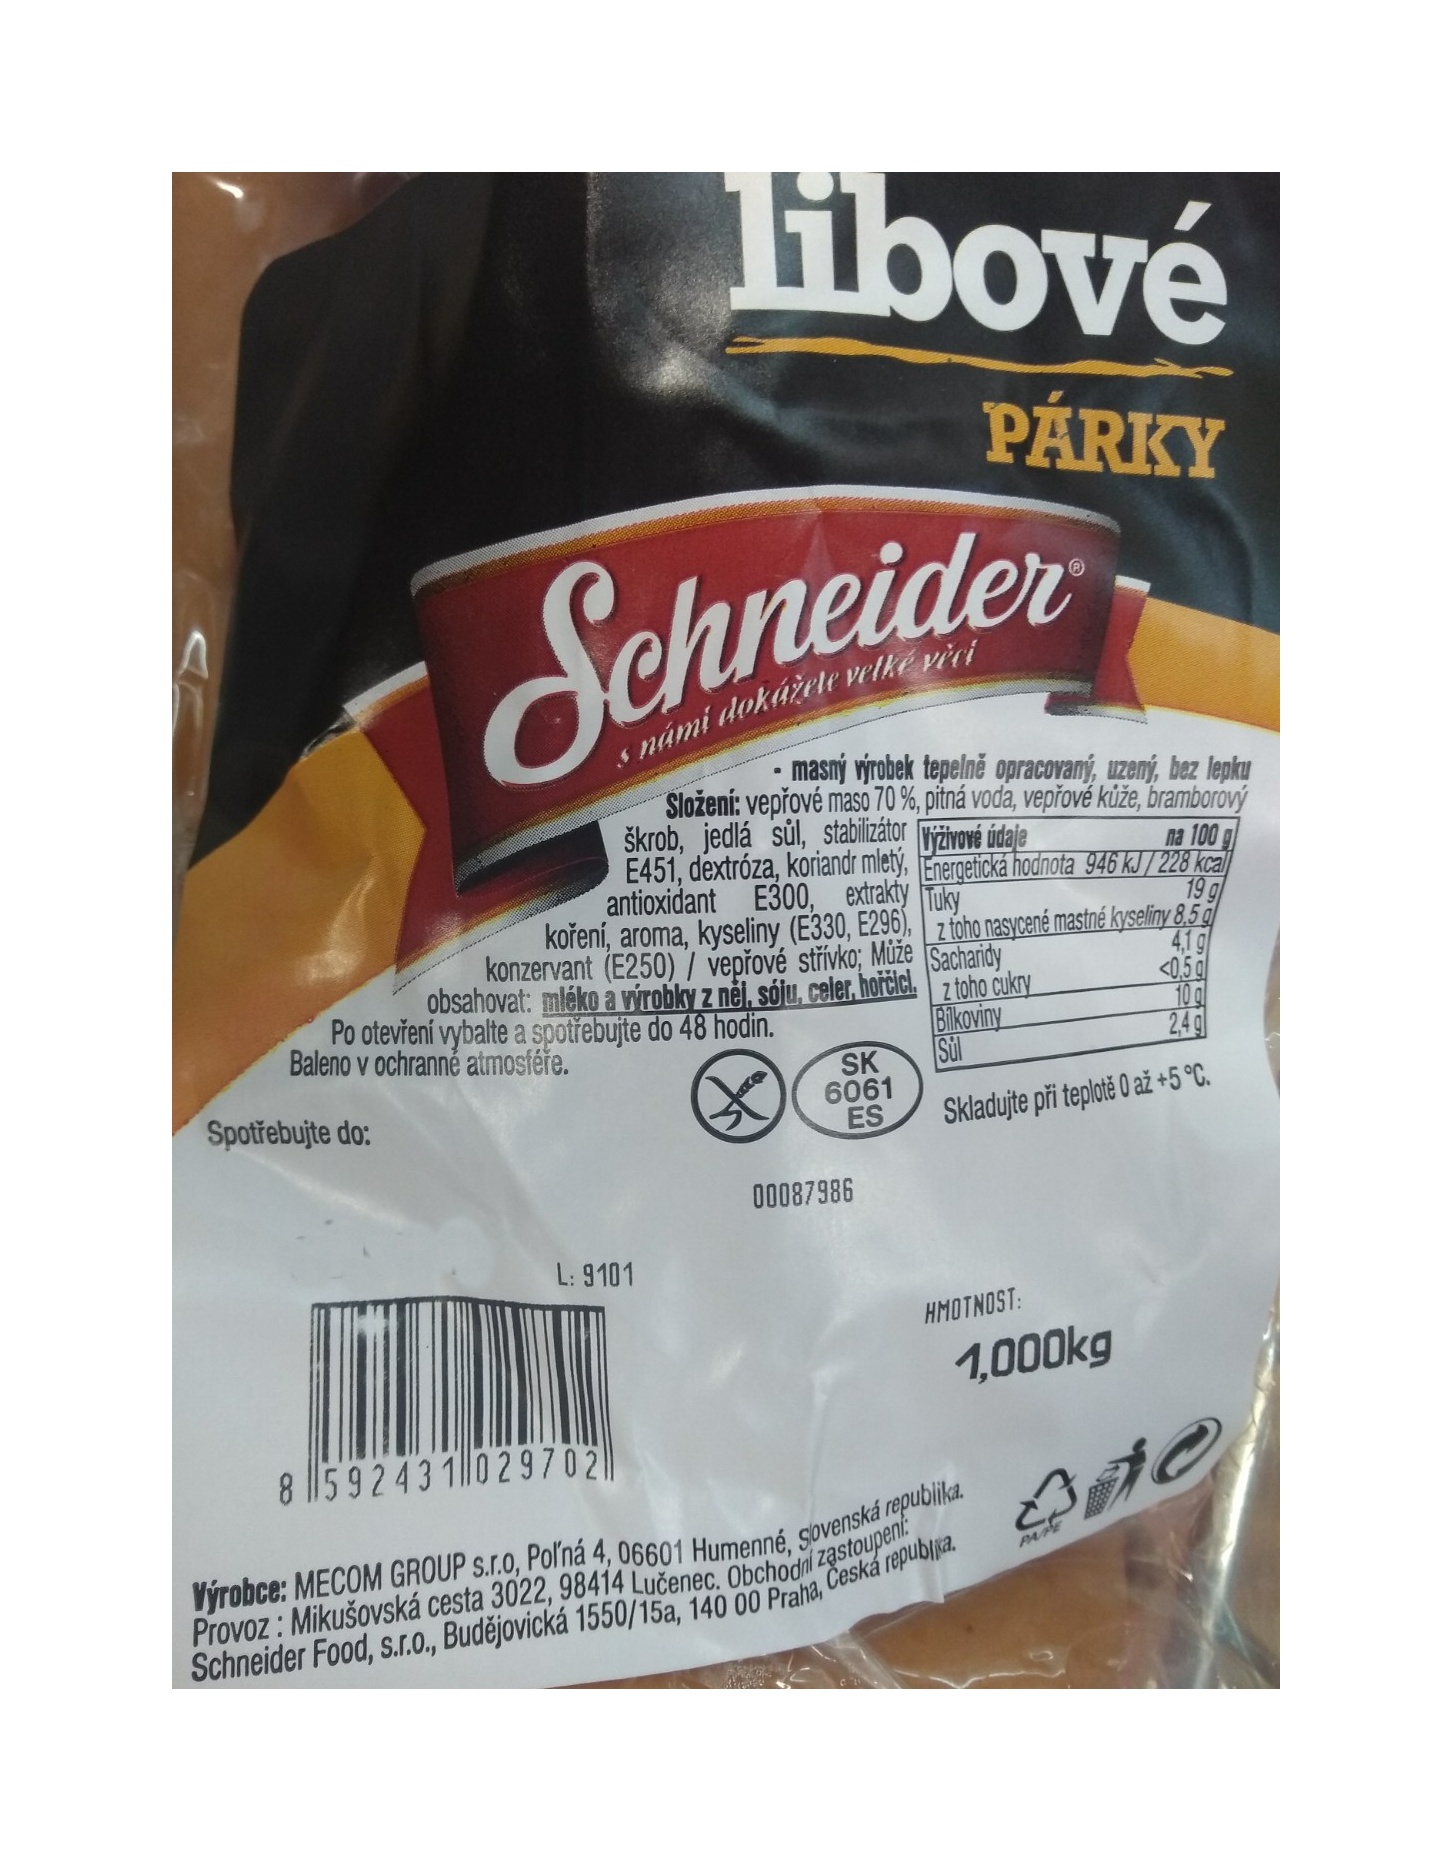 libové
PÁRKY
Schneider®
s námi dokážete velké věci
- masný výrobek tepelně opracovaný, uzený, bez lepku
Složení: vepřové maso 70 %, pitná voda, vepřové kůže, bramborový
škrob, jedlá sůl, stabilizátor
E451, dextróza, koriandr mletý,
antioxidant E300, extrakty
koření, aroma, kyseliny (E330, E296),
konzervant (E250) / vepřové střívko; Může
obsahovat: mléko a výrobky z něj, sóju, celer, hořčici.
Po otevření vybalte a spotřebujte do 48 hodin.
Baleno v ochranné atmosféře.
Výživové údaje na 100 g
Energetická hodnota 946 kJ / 228 kcal
Tuky 19 g
z toho nasycené mastné kyseliny 8,5 g
Sacharidy 4,1 g
z toho cukry <0,5 g
Bílkoviny 10 g
Sůl 2,4 g
SK
6061
ES
Skladujte při teplotě 0 až +5 °C.
Spotřebujte do:
00087986
L: 9101
HMOTNOST:
1,000kg
8 592431 029702
PA/PE
Výrobce: MECOM GROUP s.r.o, Poľná 4, 06601 Humenné, Slovenská republika.
Provoz : Mikušovská cesta 3022, 98414 Lučenec. Obchodní zastoupení:
Schneider Food, s.r.o., Budějovická 1550/15a, 140 00 Praha, Česká republika.